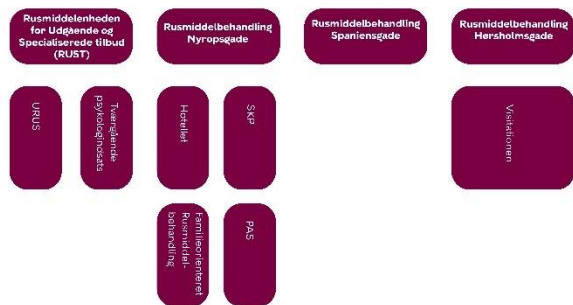 Rusmiddelenheden
for Udgående og
Specialiserede tilbud
(RUST)
Rusmiddelbehandling
Nyropsgade
Rusmiddelbehandling
Spaniensgade
Rusmiddelbehandling
Hørsholmsgade
URUS
Tværgående
psykologindsats
Hotellet
SKP
Visitationen
Familieorienteret
Rusmiddel-
behandling
PAS